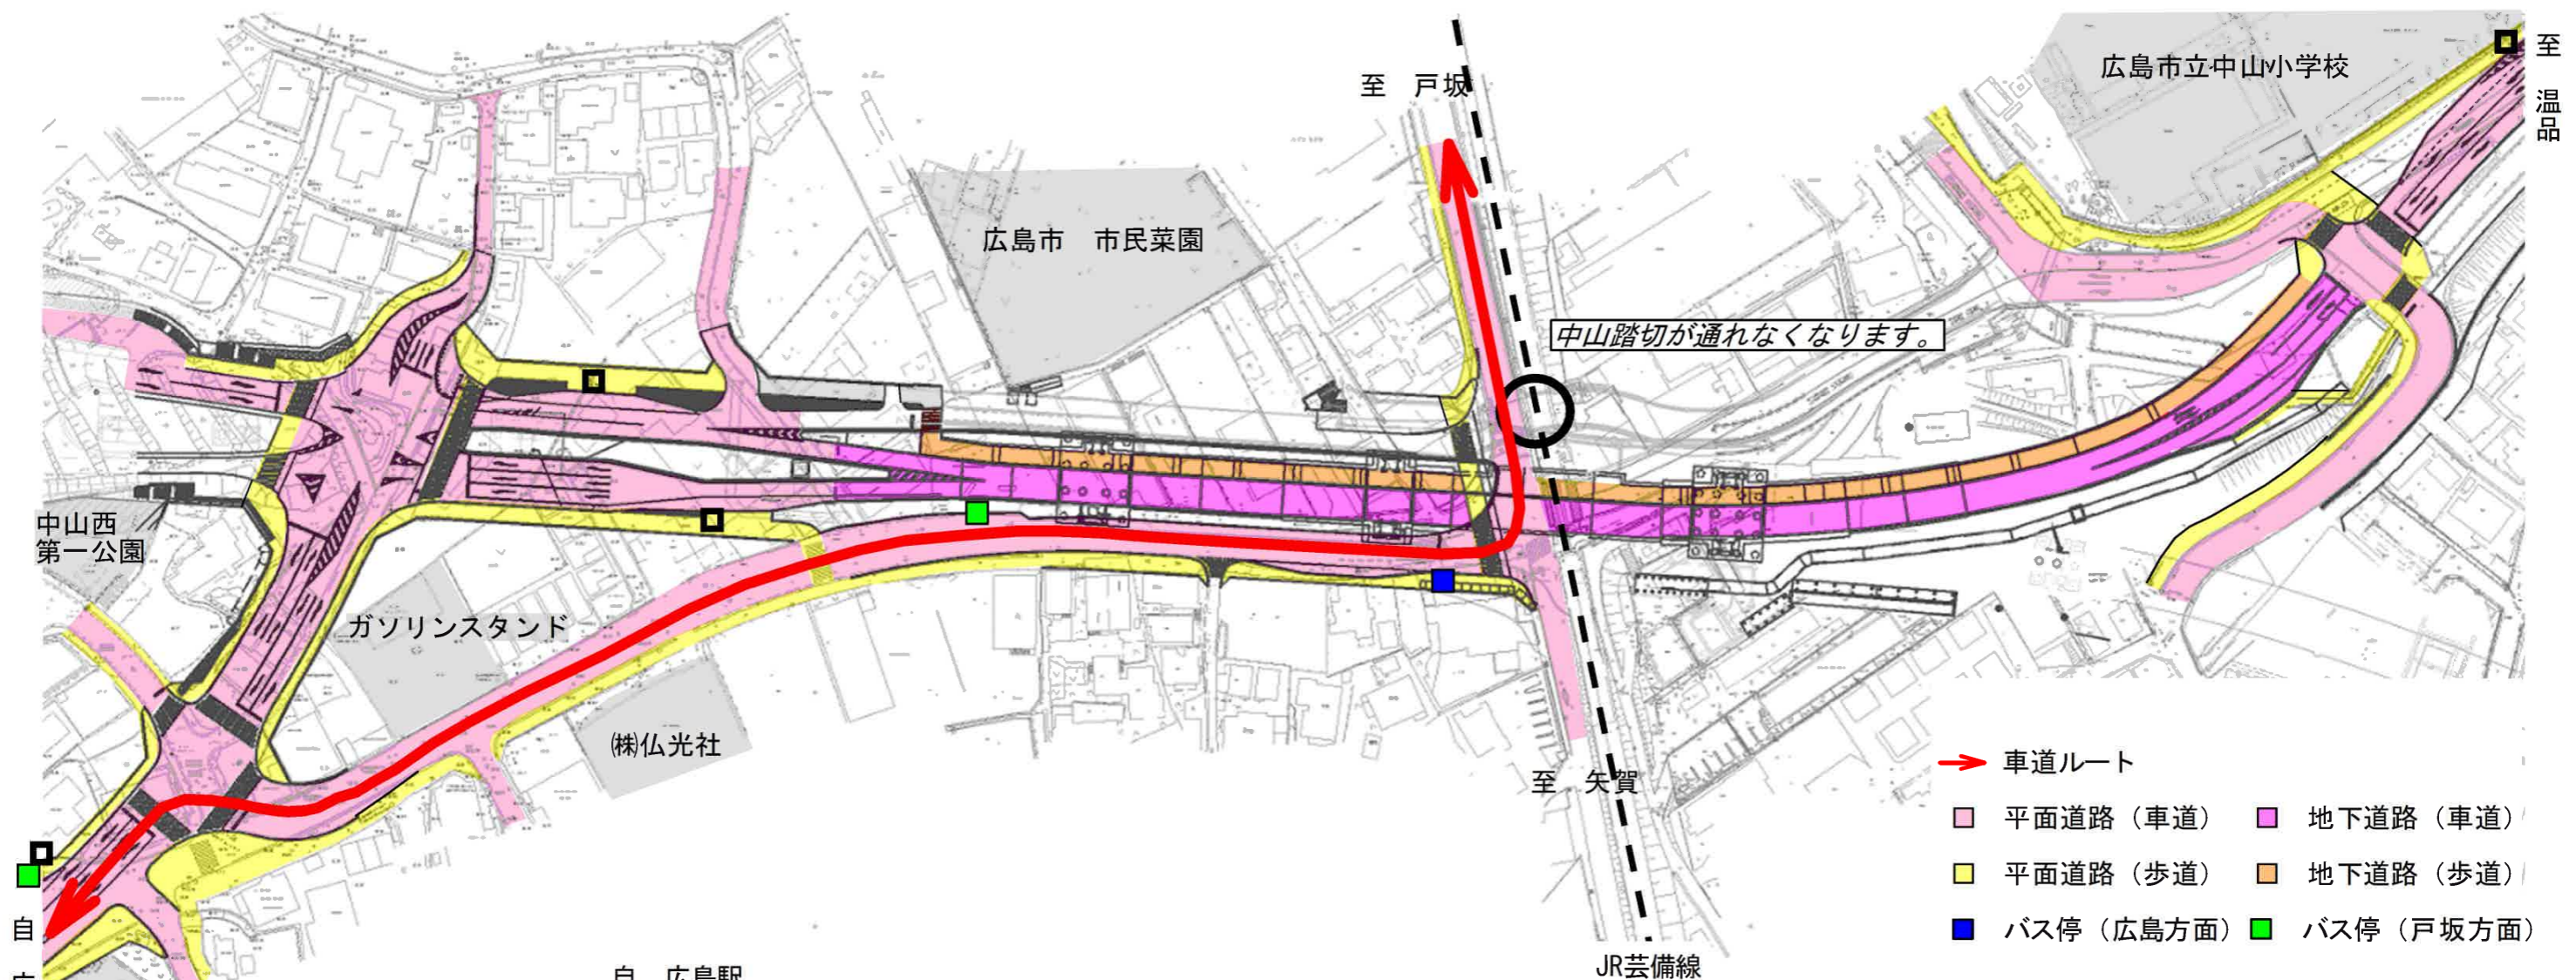 広島市立中山小学校
至 温品
至 戸坂
広島市 市民菜園
中山踏切が通れなくなります。
中山西
第一公園
ガソリンスタンド
㈱仏光社
至 矢賀
車道ルート
平面道路（車道）
地下道路（車道）
平面道路（歩道）
地下道路（歩道）
バス停（広島方面）
バス停（戸坂方面）
自
JR芸備線
自 広島駅